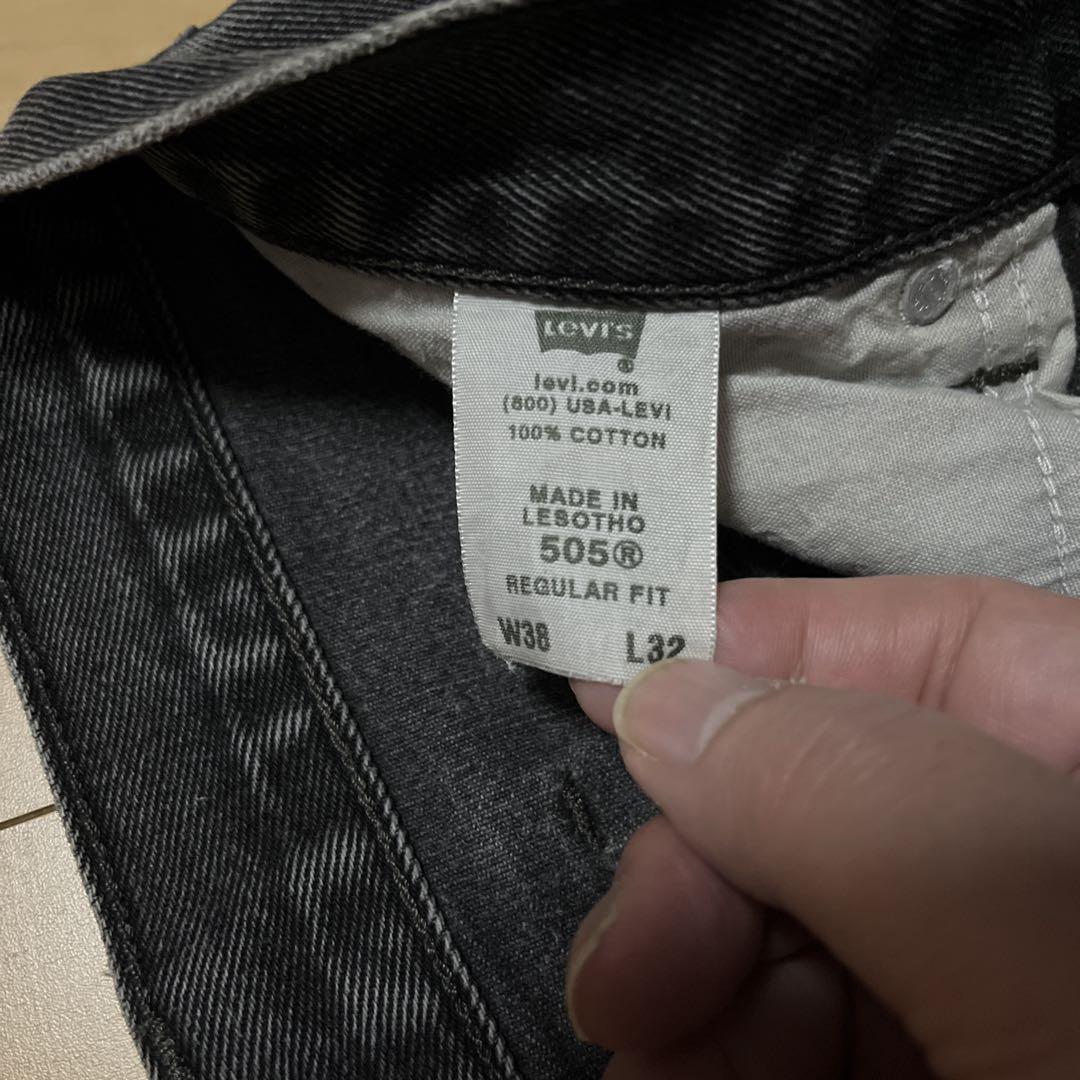 LEVI'S
®
levi.com
(800) USA-LEVI
100% COTTON
MADE IN
LESOTHO
505®
REGULAR FIT
W38 L32